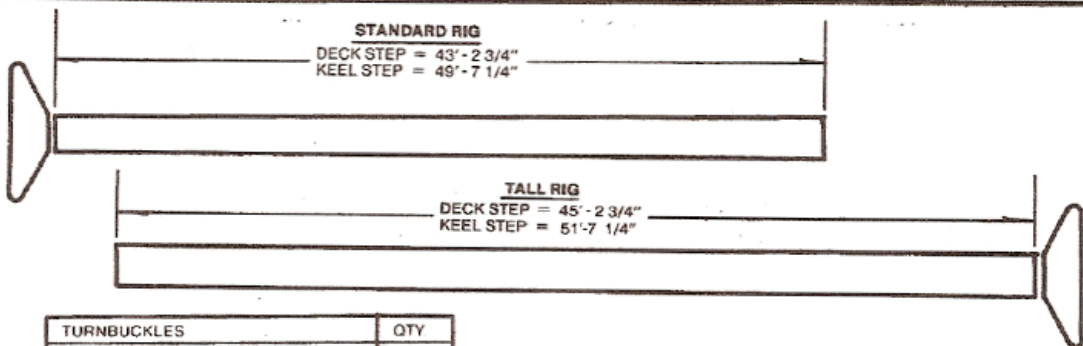 STANDARD RIG
DECK STEP = 43'-2 3/4"
KEEL STEP = 49'-7 1/4"
TALL RIG
DECK STEP = 45'-2 3/4"
KEEL STEP = 51'-7 1/4"
TURNBUCKLES QTY